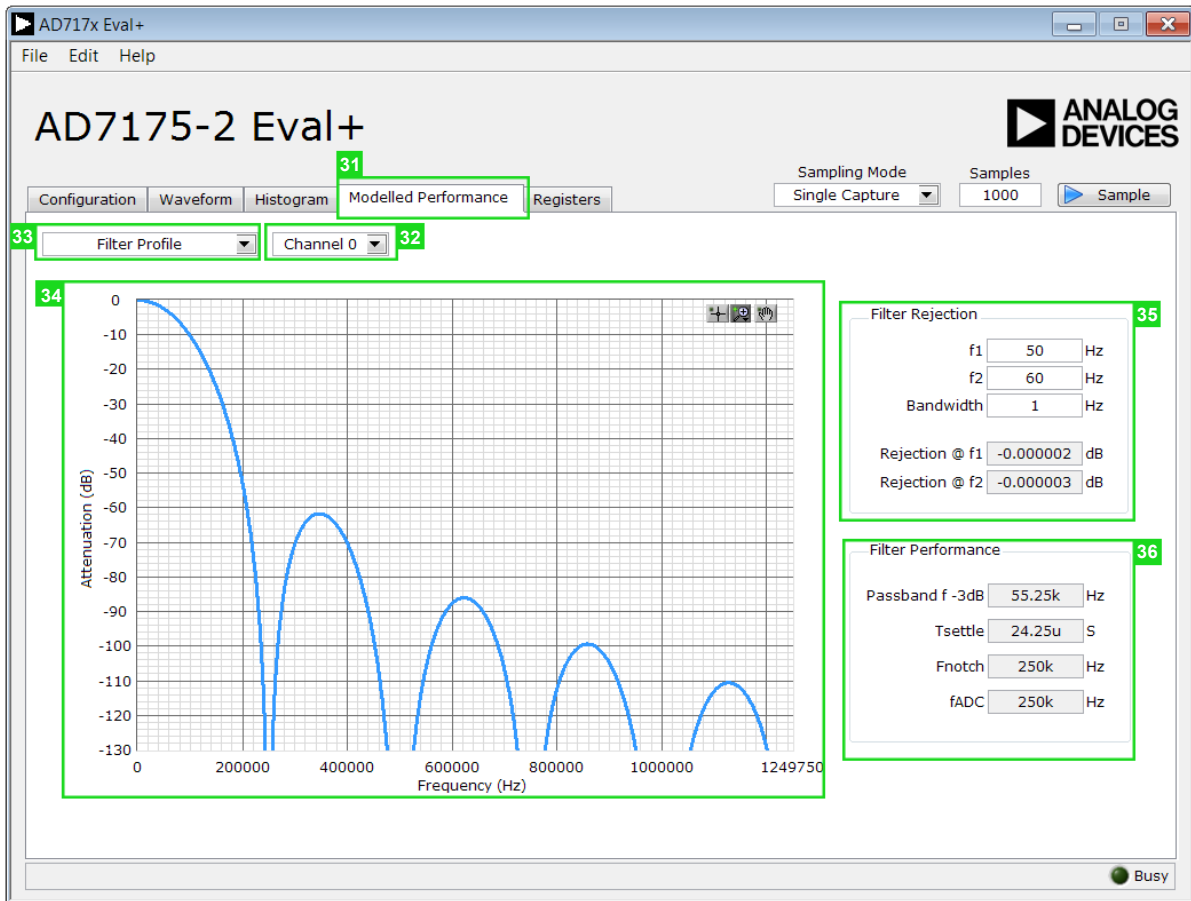 AD717x Eval+
File Edit Help
AD7175-2 Eval+
ANALOG
DEVICES
31
Sampling Mode
Samples
Configuration Waveform Histogram Modelled Performance Registers
Single Capture 1000 Sample
33 Filter Profile Channel 0 32
34
Attenuation (dB)
0
-10
-20
-30
-40
-50
-60
-70
-80
-90
-100
-110
-120
-130
0 200000 400000 600000 800000 1000000 1249750
Frequency (Hz)
Filter Rejection 35
f1 50 Hz
f2 60 Hz
Bandwidth 1 Hz
Rejection @ f1 -0.000002 dB
Rejection @ f2 -0.000003 dB
Filter Performance 36
Passband f -3dB 55.25k Hz
Tsettle 24.25u S
Fnotch 250k Hz
fADC 250k Hz
Busy